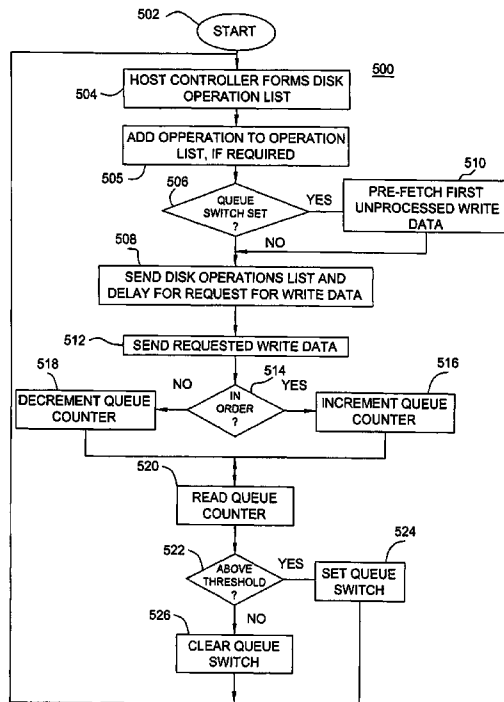 502
START
500
HOST CONTROLLER FORMS DISK
OPERATION LIST
504
ADD OPPERATION TO OPERATION
LIST, IF REQUIRED
505
506
QUEUE
SWITCH SET
?
YES
510
PRE-FETCH FIRST
UNPROCESSED WRITE
DATA
NO
508
SEND DISK OPERATIONS LIST AND
DELAY FOR REQUEST FOR WRITE DATA
512
SEND REQUESTED WRITE DATA
514
IN
ORDER
?
NO
YES
518
DECREMENT QUEUE
COUNTER
516
INCREMENT QUEUE
COUNTER
520
READ QUEUE
COUNTER
522
ABOVE
THRESHOLD
?
YES
524
SET QUEUE
SWITCH
NO
526
CLEAR QUEUE
SWITCH